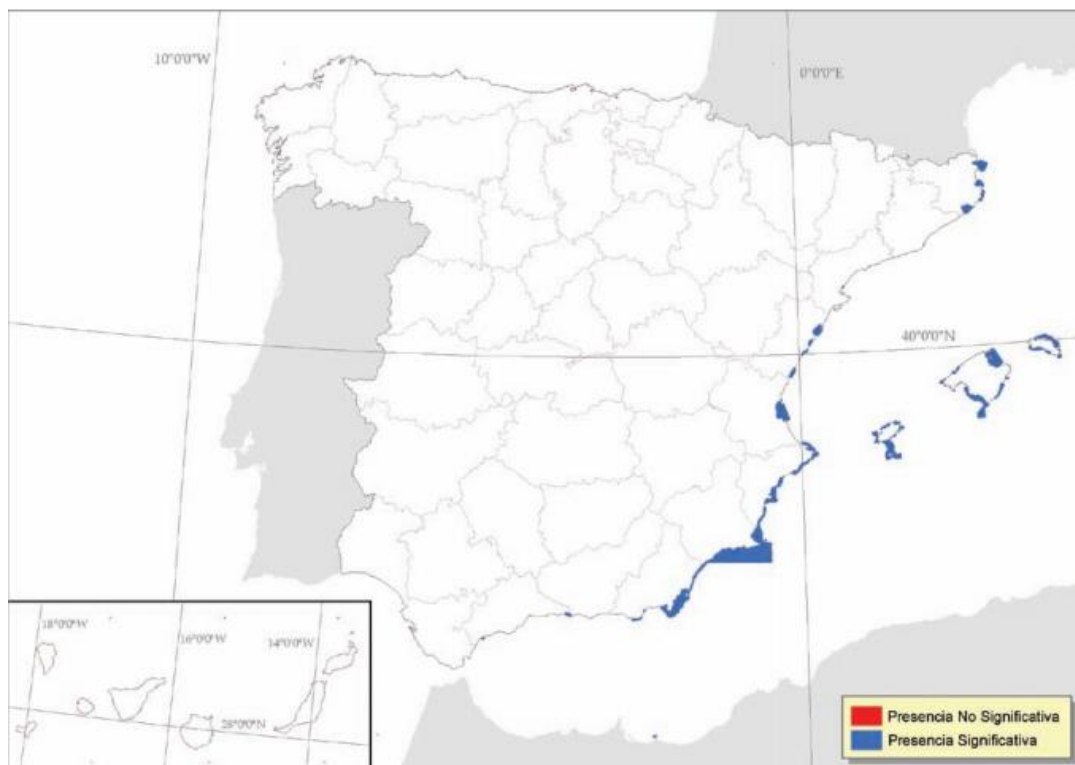 10°0'0"W
0°0'0"E
40°0'0"N
18°0'0"W
16°0'0"W
14°0'0"W
28°0'0"N
Presencia No Significativa
Presencia Significativa